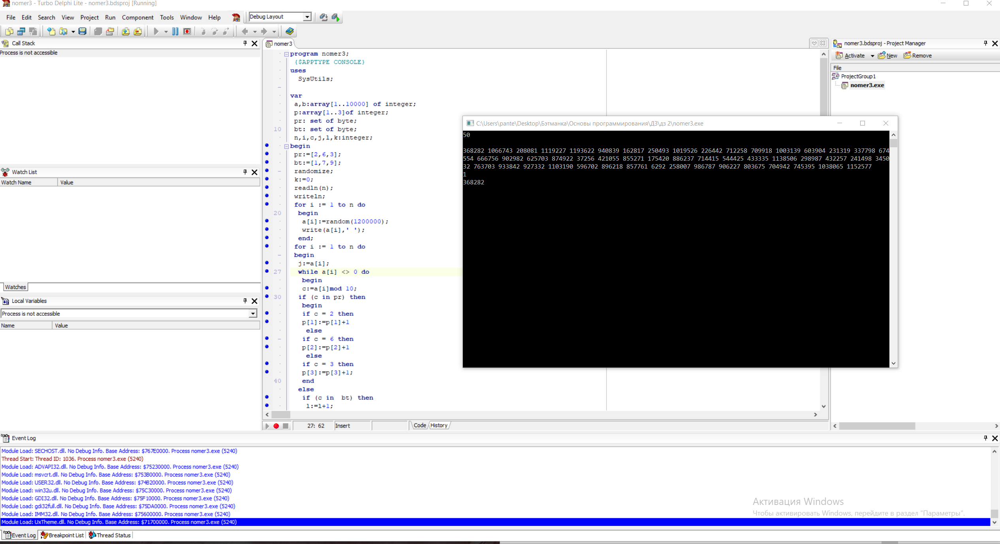 nomer3 - Turbo Delphi Lite - nomer3.bdsproj [Running]
File Edit Search View Project Run Component Tools Window Help
Debug Layout
Call Stack
Process is not accessible
Watch List
Watch Name Value
Watches
Local Variables
Process is not accessible
Name Value
nomer3
program nomer3;
{$APPTYPE CONSOLE}
uses
SysUtils;
var
a,b:array[1..10000] of integer;
p:array[1..3]of integer;
pr: set of byte;
10 bt: set of byte;
n,i,c,j,l,k:integer;
begin
pr:=[2,6,3];
bt:=[1,7,9];
randomize;
k:=0;
readln(n);
writeln;
for i := 1 to n do
20 begin
a[i]:=random(1200000);
write(a[i],' ');
end;
for i := 1 to n do
begin
j:=a[i];
27 while a[i] <> 0 do
begin
c:=a[i]mod 10;
30 if (c in pr) then
begin
if c = 2 then
p[1]:=p[1]+1
else
if c = 6 then
p[2]:=p[2]+1
else
if c = 3 then
p[3]:=p[3]+1;
40 end
else
if (c in  bt) then
l:=l+1;
27: 62 Insert
Code History
C:\Users\pante\Desktop\Бэтманка\Основы программирования\ДЗ\дз 2\nomer3.exe
50
368282 1066743 208081 1119227 1193622 940839 162817 250493 1019526 226442 712258 709918 1003139 603904 231319 337798 674
554 666756 902982 625703 874922 37256 421055 855271 175420 886237 714415 544425 433335 1138506 298987 432257 241498 3450
32 763703 933842 927332 1103190 596702 896218 857761 6292 258007 986787 906227 803675 704942 745395 1038065 1152577
1
368282
nomer3.bdsproj - Project Manager
Activate New Remove
File
ProjectGroup1
nomer3.exe
Event Log
Module Load: SECHOST.dll. No Debug Info. Base Address: $767E0000. Process nomer3.exe (5240)
Thread Start: Thread ID: 1036. Process nomer3.exe (5240)
Module Load: ADVAPI32.dll. No Debug Info. Base Address: $75230000. Process nomer3.exe (5240)
Module Load: msvcrt.dll. No Debug Info. Base Address: $753B0000. Process nomer3.exe (5240)
Module Load: USER32.dll. No Debug Info. Base Address: $74B20000. Process nomer3.exe (5240)
Module Load: win32u.dll. No Debug Info. Base Address: $75C30000. Process nomer3.exe (5240)
Module Load: GDI32.dll. No Debug Info. Base Address: $75F10000. Process nomer3.exe (5240)
Module Load: gdi32full.dll. No Debug Info. Base Address: $75DA0000. Process nomer3.exe (5240)
Module Load: IMM32.dll. No Debug Info. Base Address: $75600000. Process nomer3.exe (5240)
Module Load: UxTheme.dll. No Debug Info. Base Address: $71700000. Process nomer3.exe (5240)
Активация Windows
Чтобы активировать Windows, перейдите в раздел "Параметры".
Event Log Breakpoint List Thread Status